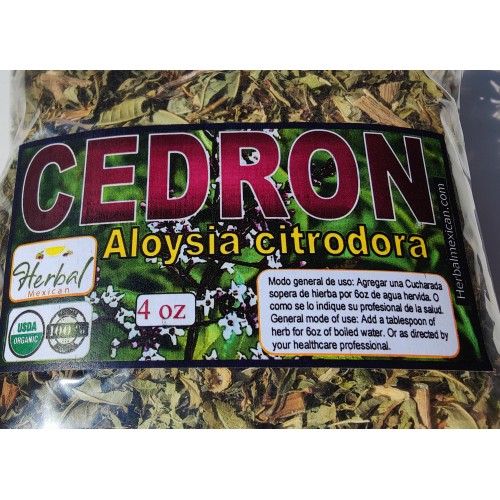 CEDRON
Aloysia citrodora
Herbal
Mexican
4 oz
USDA
ORGANIC
100%
Modo general de uso: Agregar una Cucharada
sopera de hierba por 6oz de agua hervida. O
como se lo indique su profesional de la salud.
General mode of use: Add a tablespoon of
herb for 6oz of boiled water. Or as directed by
your healthcare professional.
Herbalmexican.com